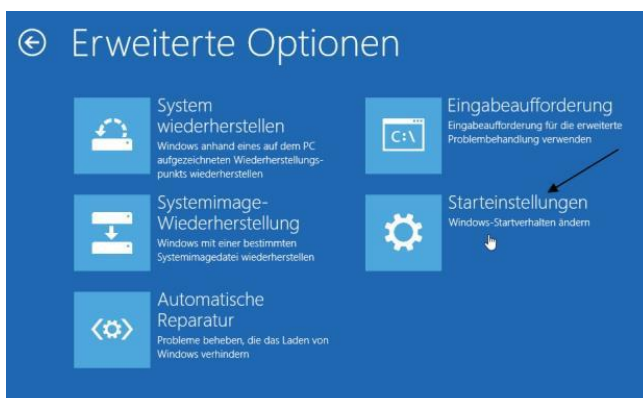 Erweiterte Optionen
System
wiederherstellen
Windows anhand eines auf dem PC
aufgezeichneten Wiederherstellungs-
punkts wiederherstellen
Systemimage-
Wiederherstellung
Windows mit einer bestimmten
Systemimagedatei wiederherstellen
Automatische
Reparatur
Probleme beheben, die das Laden von
Windows verhindern
Eingabeaufforderung
Eingabeaufforderung für die erweiterte
Problembehandlung verwenden
C:\
Starteinstellungen
Windows-Startverhalten ändern